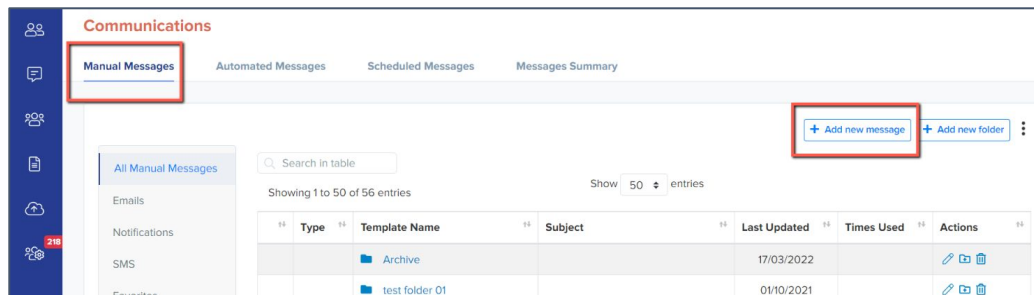 Communications
Manual Messages Automated Messages Scheduled Messages Messages Summary
+ Add new message + Add new folder
All Manual Messages
Search in table
Showing 1 to 50 of 56 entries
Show 50 entries
Emails
Notifications
SMS
Favorites
Type Template Name Subject Last Updated Times Used Actions
Archive 17/03/2022
test folder 01 01/10/2021
218